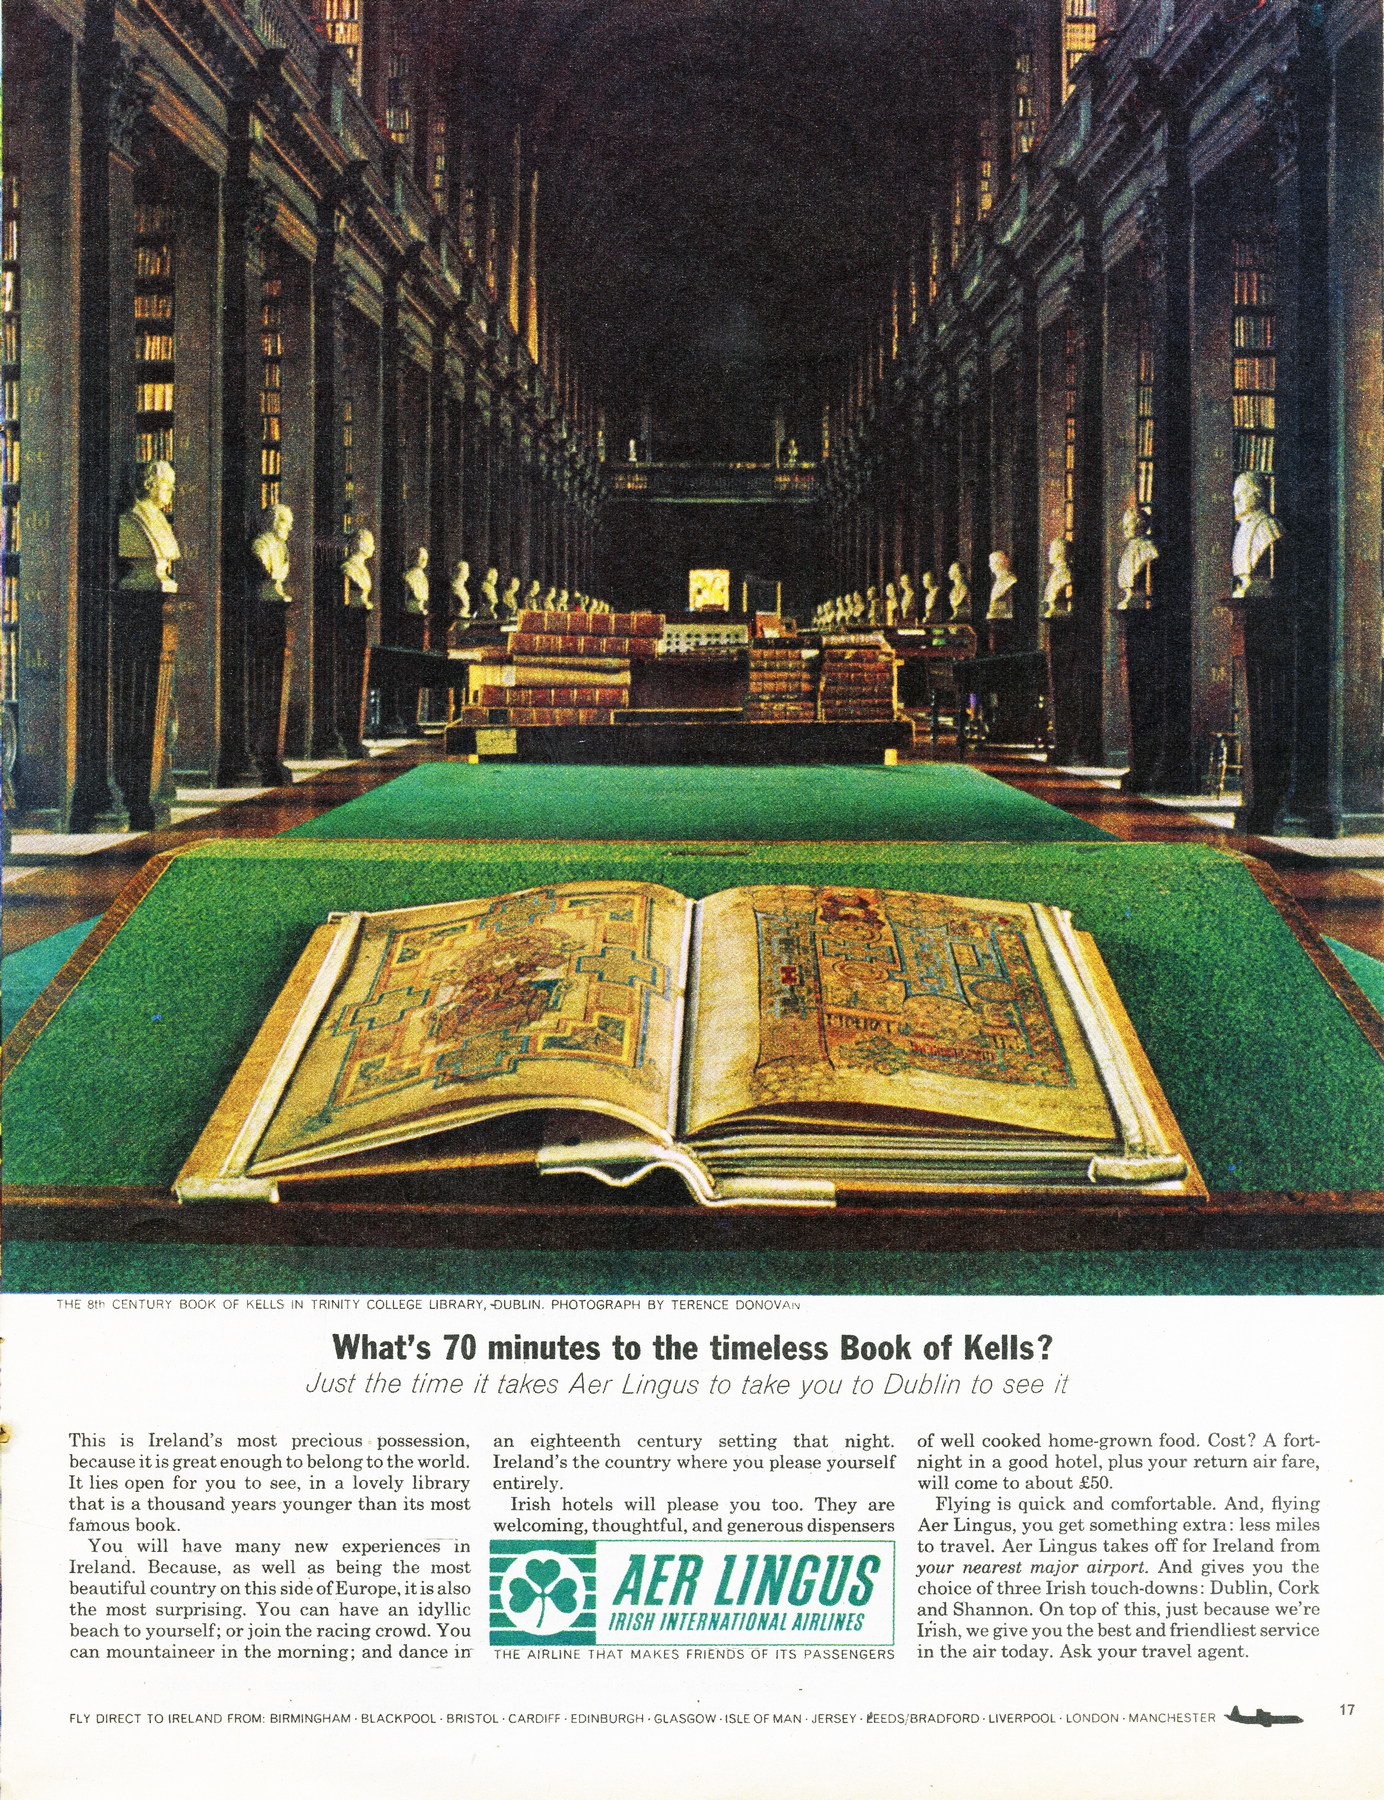 THE 8th CENTURY BOOK OF KELLS IN TRINITY COLLEGE LIBRARY, DUBLIN. PHOTOGRAPH BY TERENCE DONOVAN
What's 70 minutes to the timeless Book of Kells?
Just the time it takes Aer Lingus to take you to Dublin to see it
This is Ireland's most precious possession,
because it is great enough to belong to the world.
It lies open for you to see, in a lovely library
that is a thousand years younger than its most
famous book.
You will have many new experiences in
Ireland. Because, as well as being the most
beautiful country on this side of Europe, it is also
the most surprising. You can have an idyllic
beach to yourself; or join the racing crowd. You
can mountaineer in the morning; and dance in
an eighteenth century setting that night.
Ireland's the country where you please yourself
entirely.
Irish hotels will please you too. They are
welcoming, thoughtful, and generous dispensers
AER LINGUS
IRISH INTERNATIONAL AIRLINES
THE AIRLINE THAT MAKES FRIENDS OF ITS PASSENGERS
of well cooked home-grown food. Cost? A fort-
night in a good hotel, plus your return air fare,
will come to about £50.
Flying is quick and comfortable. And, flying
Aer Lingus, you get something extra: less miles
to travel. Aer Lingus takes off for Ireland from
your nearest major airport. And gives you the
choice of three Irish touch-downs: Dublin, Cork
and Shannon. On top of this, just because we're
Irish, we give you the best and friendliest service
in the air today. Ask your travel agent.
FLY DIRECT TO IRELAND FROM: BIRMINGHAM · BLACKPOOL · BRISTOL · CARDIFF · EDINBURGH · GLASGOW · ISLE OF MAN · JERSEY · LEEDS/BRADFORD · LIVERPOOL · LONDON · MANCHESTER
17